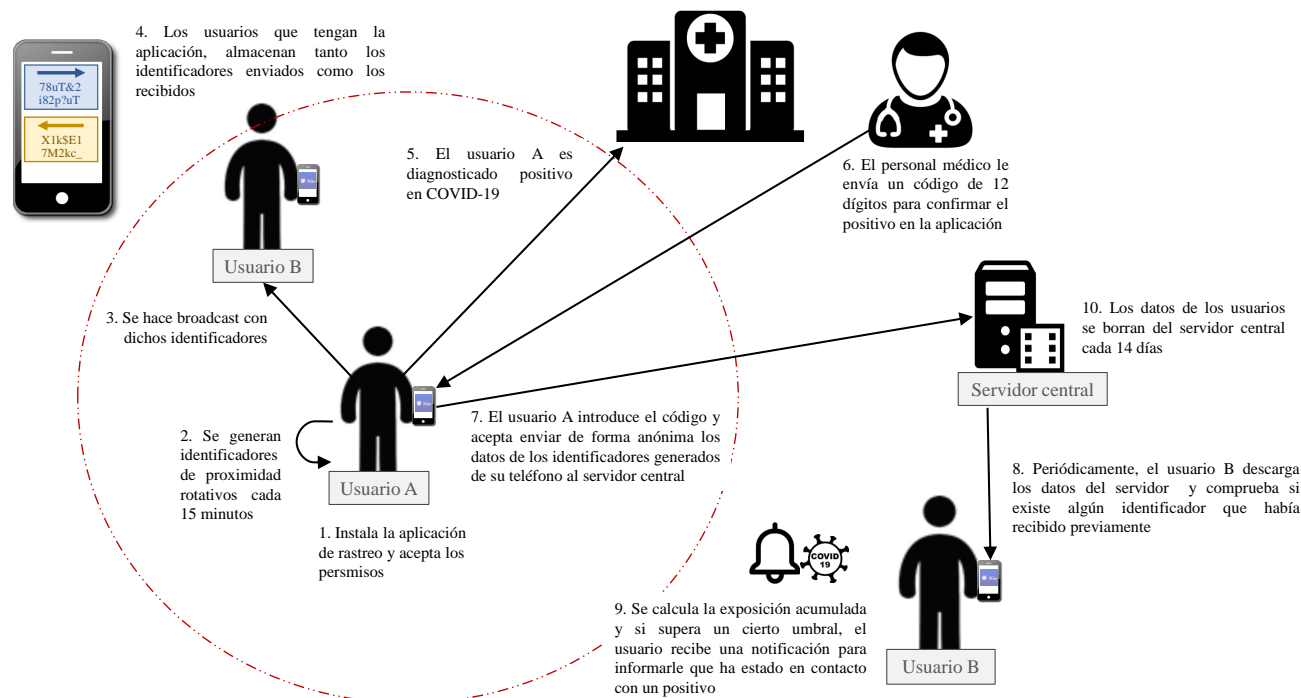 4. Los usuarios que tengan la
aplicación, almacenan tanto los
identificadores enviados como los
recibidos
78uT&2
i82p?uT
X1k$E1
7M2kc_
Usuario B
5. El usuario A es
diagnosticado positivo
en COVID-19
6. El personal médico le
envía un código de 12
dígitos para confirmar el
positivo en la aplicación
3. Se hace broadcast con
dichos identificadores
10. Los datos de los usuarios
se borran del servidor central
cada 14 días
Servidor central
2. Se generan
identificadores
de proximidad
rotativos cada
15 minutos
Usuario A
7. El usuario A introduce el código y
acepta enviar de forma anónima los
datos de los identificadores generados
de su teléfono al servidor central
1. Instala la aplicación
de rastreo y acepta los
persmisos
8. Periódicamente, el usuario B descarga
los datos del servidor y comprueba si
existe algún identificador que había
recibido previamente
COVID
19
9. Se calcula la exposición acumulada
y si supera un cierto umbral, el
usuario recibe una notificación para
informarle que ha estado en contacto
con un positivo
Usuario B